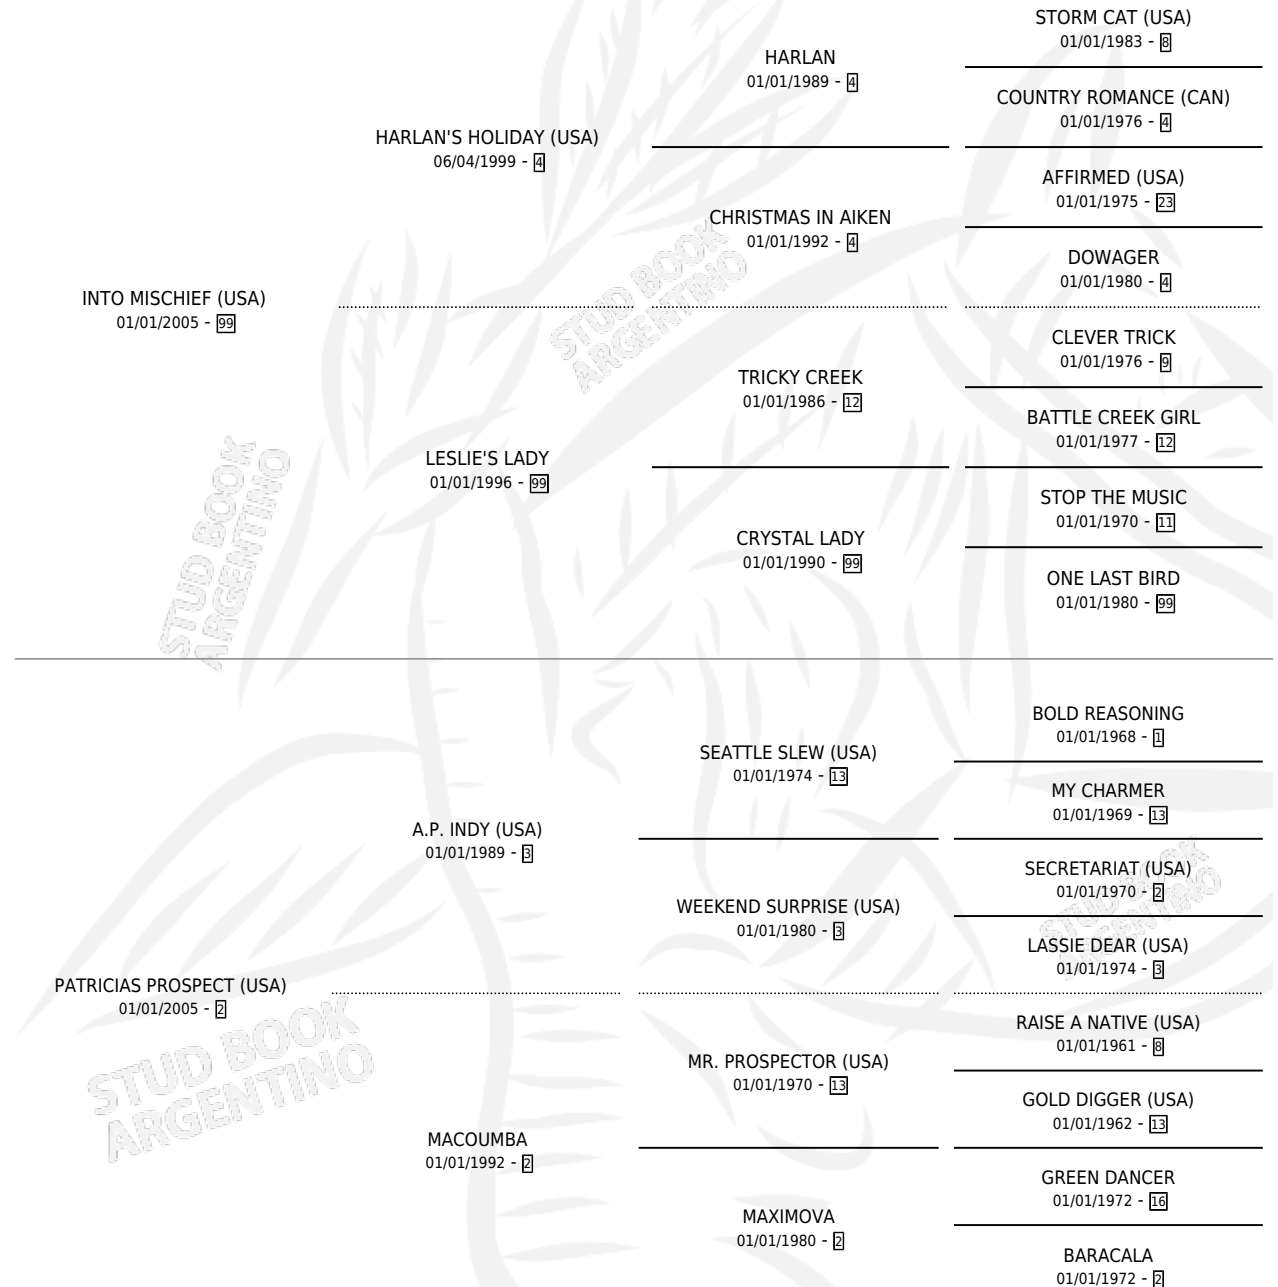 STORM CAT (USA)
01/01/1983 - 8
HARLAN
01/01/1989 - 4
COUNTRY ROMANCE (CAN)
01/01/1976 - 4
HARLAN'S HOLIDAY (USA)
06/04/1999 - 4
AFFIRMED (USA)
01/01/1975 - 23
CHRISTMAS IN AIKEN
01/01/1992 - 4
DOWAGER
01/01/1980 - 4
INTO MISCHIEF (USA)
01/01/2005 - 99
STUD BOOK
ARGENTINO
CLEVER TRICK
01/01/1976 - 9
TRICKY CREEK
01/01/1986 - 12
BATTLE CREEK GIRL
01/01/1977 - 12
LESLIE'S LADY
01/01/1996 - 99
STOP THE MUSIC
01/01/1970 - 11
CRYSTAL LADY
01/01/1990 - 99
ONE LAST BIRD
01/01/1980 - 99
STUD BOOK
ARGENTINO
BOLD REASONING
01/01/1968 - 1
SEATTLE SLEW (USA)
01/01/1974 - 13
MY CHARMER
01/01/1969 - 13
A.P. INDY (USA)
01/01/1989 - 3
SECRETARIAT (USA)
01/01/1970 - 2
WEEKEND SURPRISE (USA)
01/01/1980 - 3
STUD BOOK
ARGENTINO
LASSIE DEAR (USA)
01/01/1974 - 3
PATRICIAS PROSPECT (USA)
01/01/2005 - 2
STUD BOOK
ARGENTINO
RAISE A NATIVE (USA)
01/01/1961 - 8
MR. PROSPECTOR (USA)
01/01/1970 - 13
GOLD DIGGER (USA)
01/01/1962 - 13
MACOUMBA
01/01/1992 - 2
GREEN DANCER
01/01/1972 - 16
MAXIMOVA
01/01/1980 - 2
BARACALA
01/01/1972 - 2